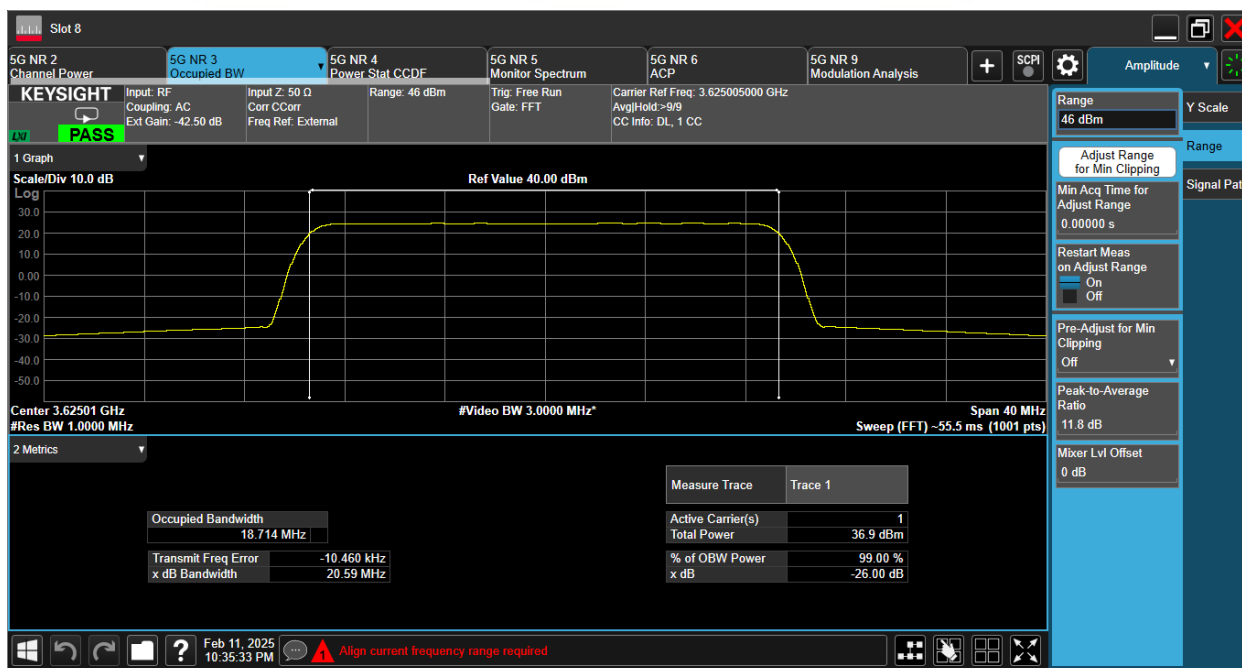 Slot 8
5G NR 2
Channel Power
5G NR 3
Occupied BW
5G NR 4
Power Stat CCDF
5G NR 5
Monitor Spectrum
5G NR 6
ACP
5G NR 9
Modulation Analysis
+
SCPI
Amplitude
KEYSIGHT
LXI
PASS
Input: RF
Coupling: AC
Ext Gain: -42.50 dB
Input Z: 50 Ω
Corr CCorr
Freq Ref: External
Range: 46 dBm
Trig: Free Run
Gate: FFT
Carrier Ref Freq: 3.625005000 GHz
Avg|Hold:>9/9
CC Info: DL, 1 CC
1 Graph
Scale/Div 10.0 dB
Ref Value 40.00 dBm
Log
30.0
20.0
10.0
0.00
-10.0
-20.0
-30.0
-40.0
-50.0
Center 3.62501 GHz
#Video BW 3.0000 MHz*
Span 40 MHz
#Res BW 1.0000 MHz
Sweep (FFT) ~55.5 ms (1001 pts)
2 Metrics
Measure Trace Trace 1
Occupied Bandwidth
18.714 MHz
Transmit Freq Error -10.460 kHz
x dB Bandwidth 20.59 MHz
Active Carrier(s) 1
Total Power 36.9 dBm
% of OBW Power 99.00 %
x dB -26.00 dB
Range
46 dBm
Adjust Range
for Min Clipping
Min Acq Time for
Adjust Range
0.00000 s
Restart Meas
on Adjust Range
On
Off
Pre-Adjust for Min
Clipping
Off
Peak-to-Average
Ratio
11.8 dB
Mixer Lvl Offset
0 dB
Y Scale
Range
Signal Pat
?
Feb 11, 2025
10:35:33 PM
1
Align current frequency range required